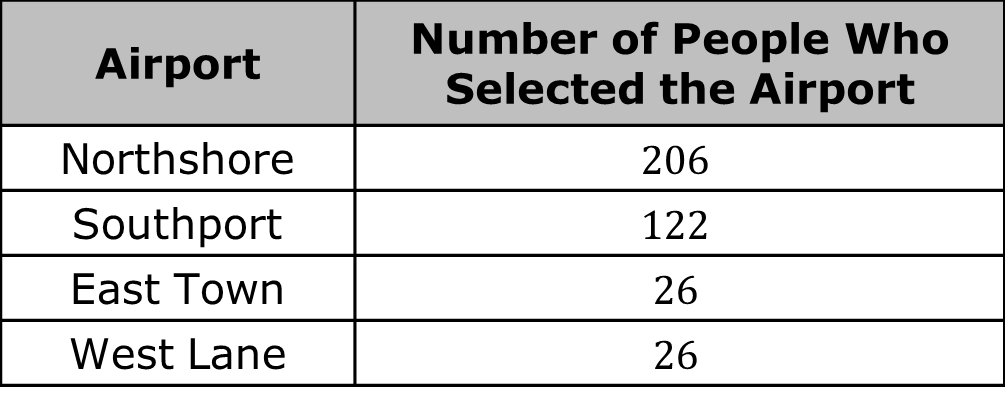 Airport
Number of People Who
Selected the Airport
Northshore 206
Southport 122
East Town 26
West Lane 26